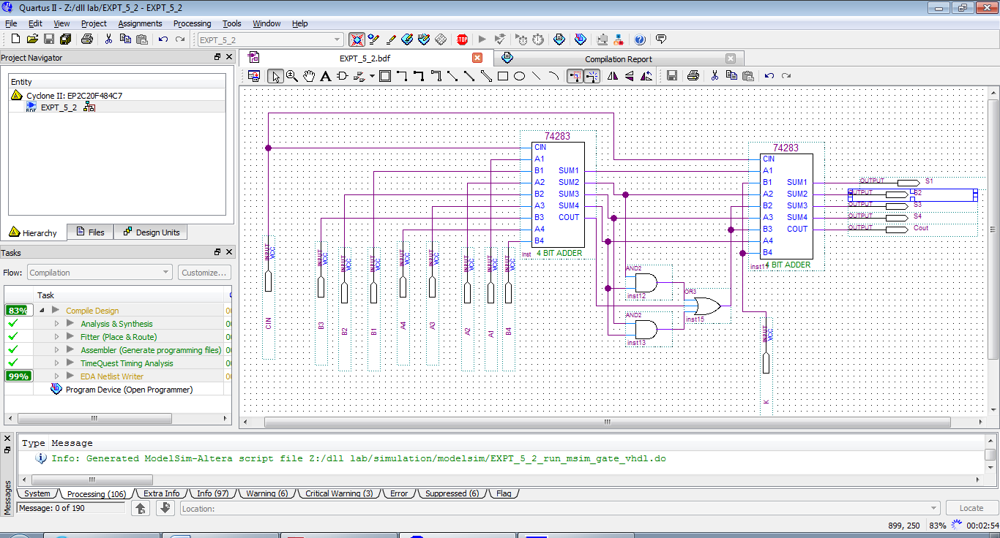 Quartus II - Z:/dll lab/EXPT_5_2 - EXPT_5_2
File Edit View Project Assignments Processing Tools Window Help
EXPT_5_2
STOP
Project Navigator
Entity
Cyclone II: EP2C20F484C7
EXPT_5_2
Hierarchy Files Design Units
Tasks
Flow: Compilation Customize...
Task
83% Compile Design 00
Analysis & Synthesis 00
Fitter (Place & Route) 00
Assembler (Generate programming files) 00
TimeQuest Timing Analysis 00
99% EDA Netlist Writer 00
Program Device (Open Programmer)
EXPT_5_2.bdf
Compilation Report
74283
CIN
A1
B1 SUM1
A2 SUM2
B2 SUM3
A3 SUM4
B3 COUT
A4
B4
inst 4 BIT ADDER
74283
CIN
A1
B1 SUM1
A2 SUM2
B2 SUM3
A3 SUM4
B3 COUT
A4
B4
inst11 4 BIT ADDER
OUTPUT S1
OUTPUT S2
OUTPUT S3
OUTPUT S4
OUTPUT Cout
INPUT VCC CIN
INPUT VCC B3
INPUT VCC B2
INPUT VCC B1
INPUT VCC A4
INPUT VCC A3
INPUT VCC A2
INPUT VCC A1
INPUT VCC B4
AND2
inst12
AND2
inst13
OR3
inst15
INPUT VCC K
Type Message
Info: Generated ModelSim-Altera script file Z:/dll lab/simulation/modelsim/EXPT_5_2_run_msim_gate_vhdl.do
Messages
System Processing (106) Extra Info Info (97) Warning (6) Critical Warning (3) Error Suppressed (6) Flag
Message: 0 of 190 Location: Locate
899, 250 83% 00:02:54